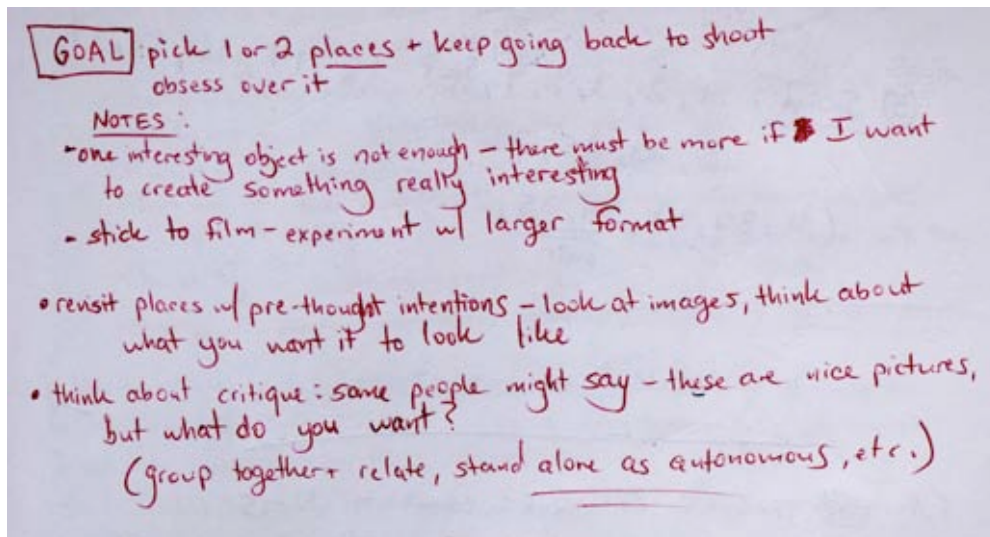 GOAL: pick 1 or 2 places + keep going back to shoot
obsess over it
NOTES:
- one interesting object is not enough - there must be more if I want
to create something really interesting
- stick to film - experiment w/ larger format
• revisit places w/ pre-thought intentions - look at images, think about
what you want it to look like
• think about critique: some people might say - these are nice pictures,
but what do you want?
(group together + relate, stand alone as autonomous, etc.)